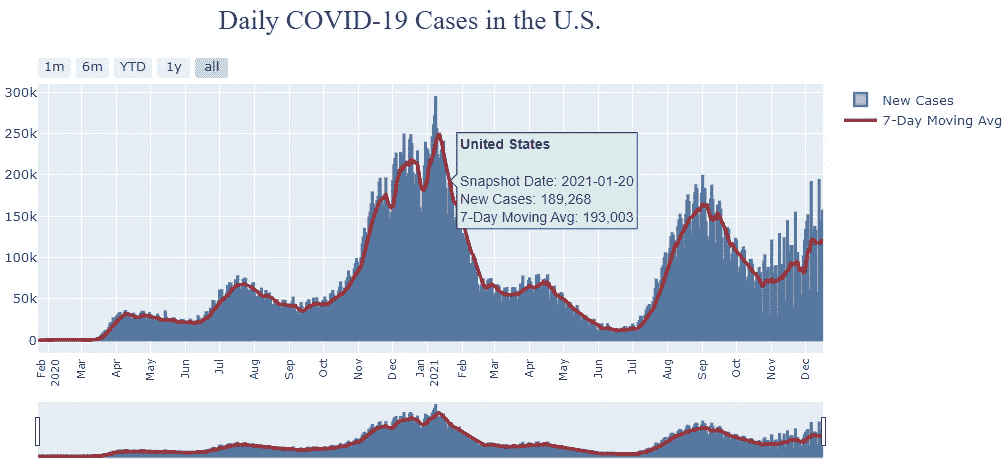 Daily COVID-19 Cases in the U.S.
1m 6m YTD 1y all
New Cases
7-Day Moving Avg
300k
250k
200k
150k
100k
50k
0
United States
Snapshot Date: 2021-01-20
New Cases: 189,268
7-Day Moving Avg: 193,003
Feb 2020 Mar Apr May Jun Jul Aug Sep Oct Nov Dec Jan 2021 Feb Mar Apr May Jun Jul Aug Sep Oct Nov Dec